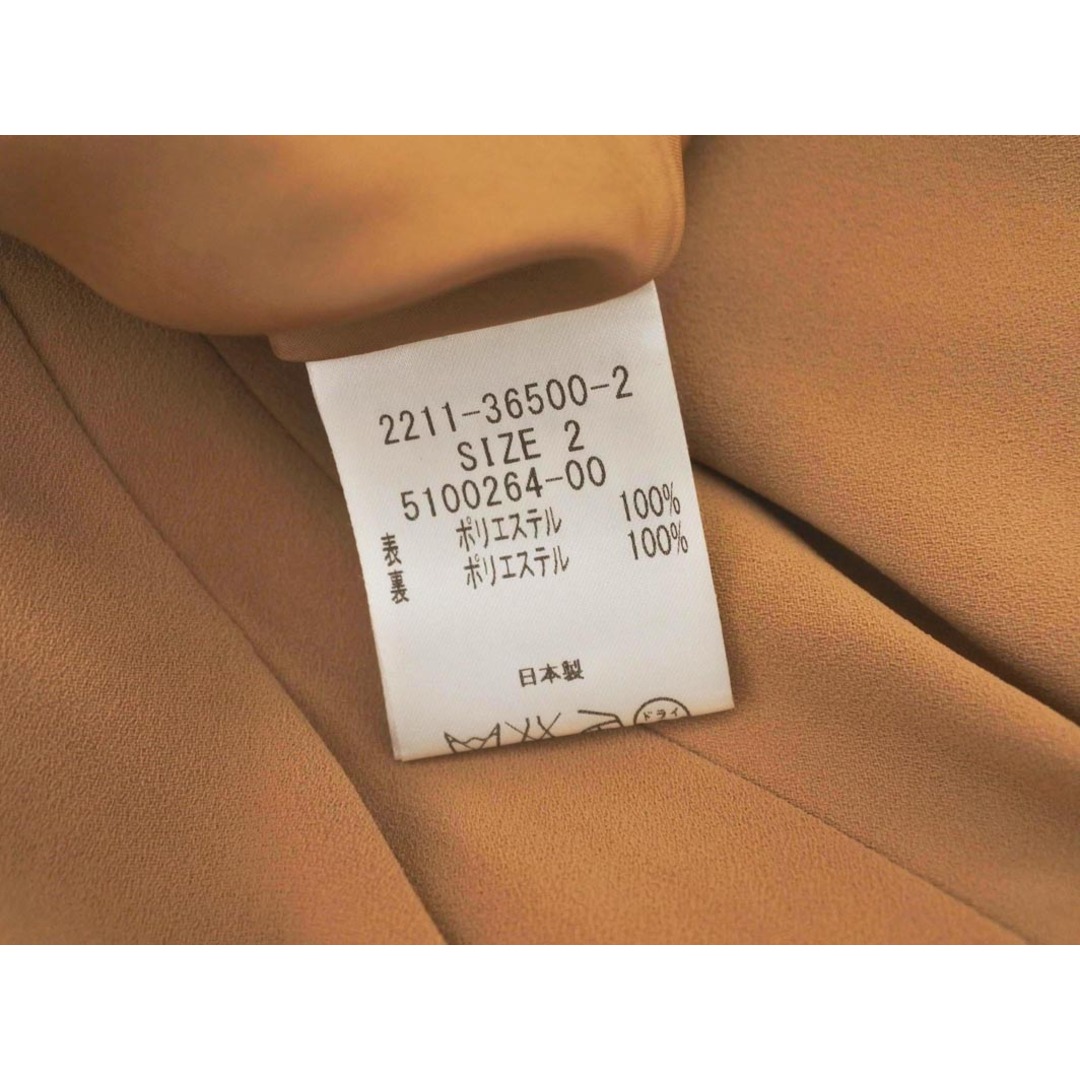 2211-36500-2
SIZE 2
5100264-00
表 ポリエステル 100%
裏 ポリエステル 100%
日本製
ドライ